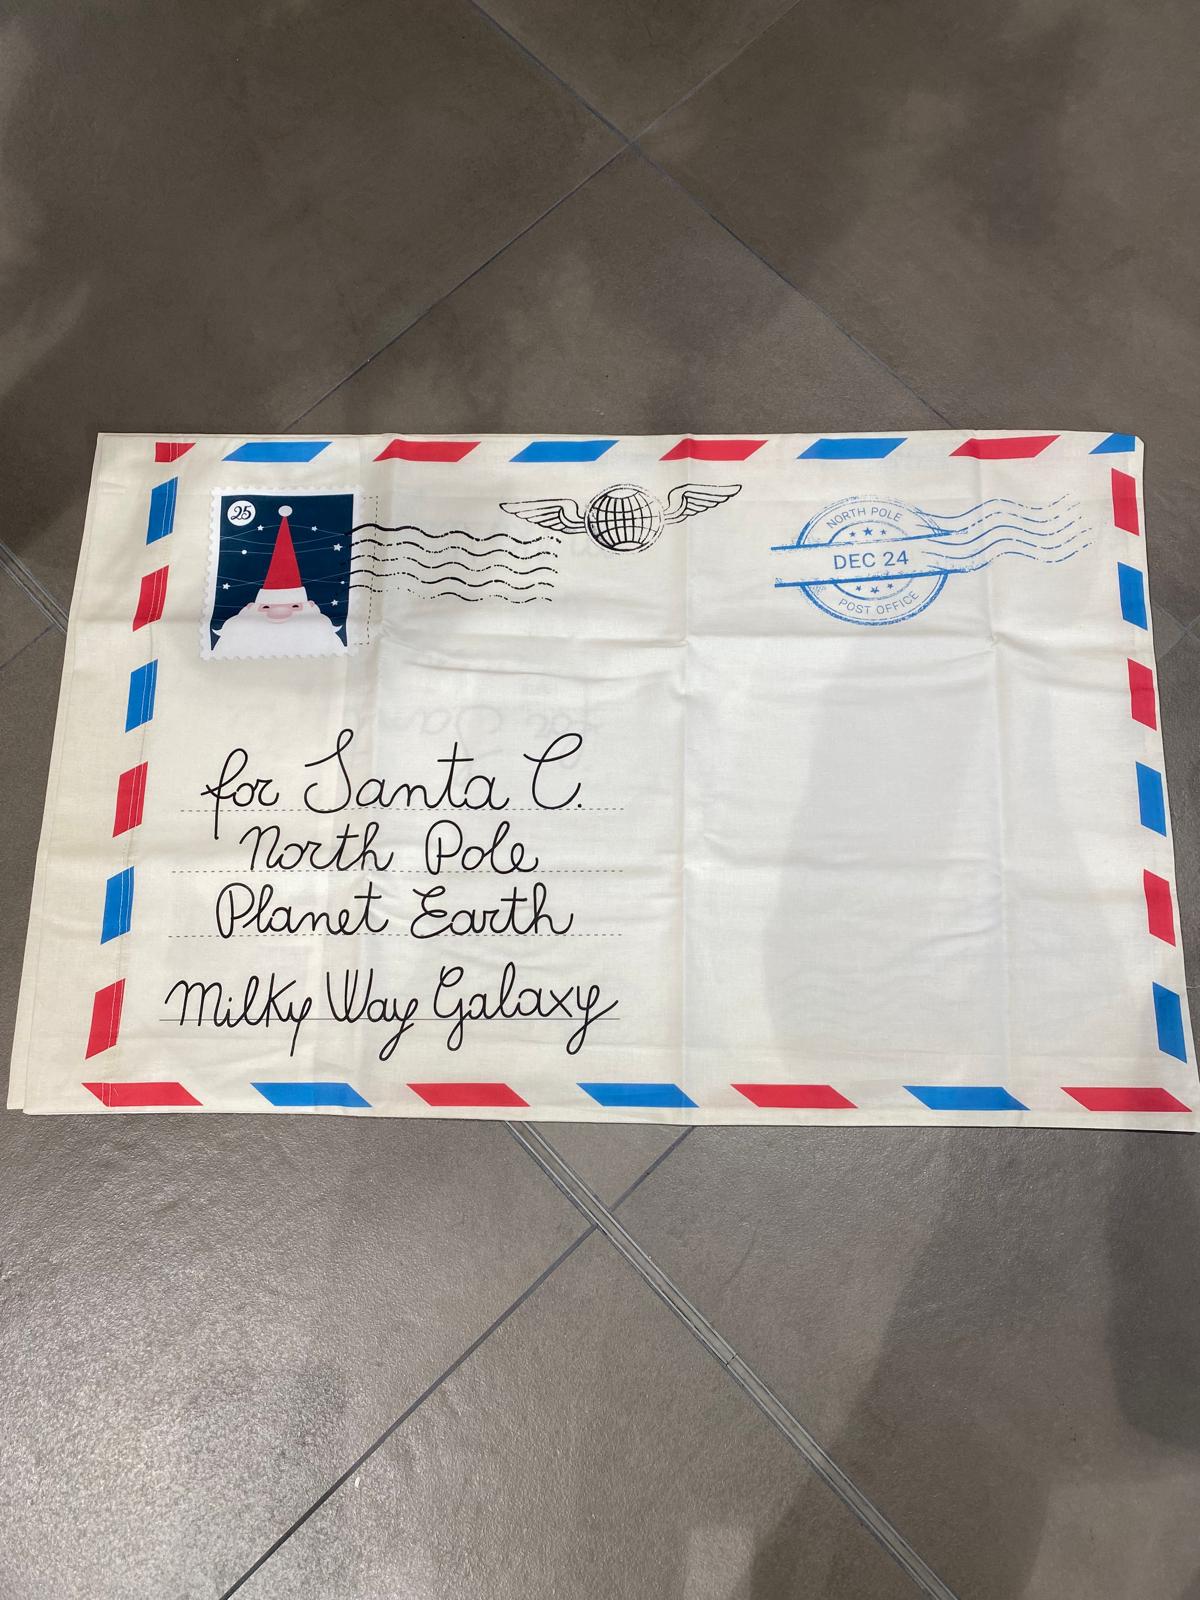 25
NORTH POLE
DEC 24
POST OFFICE
for Santa C.
North Pole
Planet Earth
Milky Way Galaxy